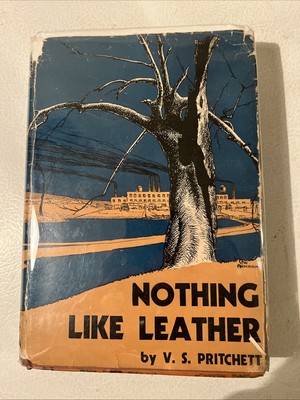 NOTHING
LIKE LEATHER
by V. S. PRITCHETT